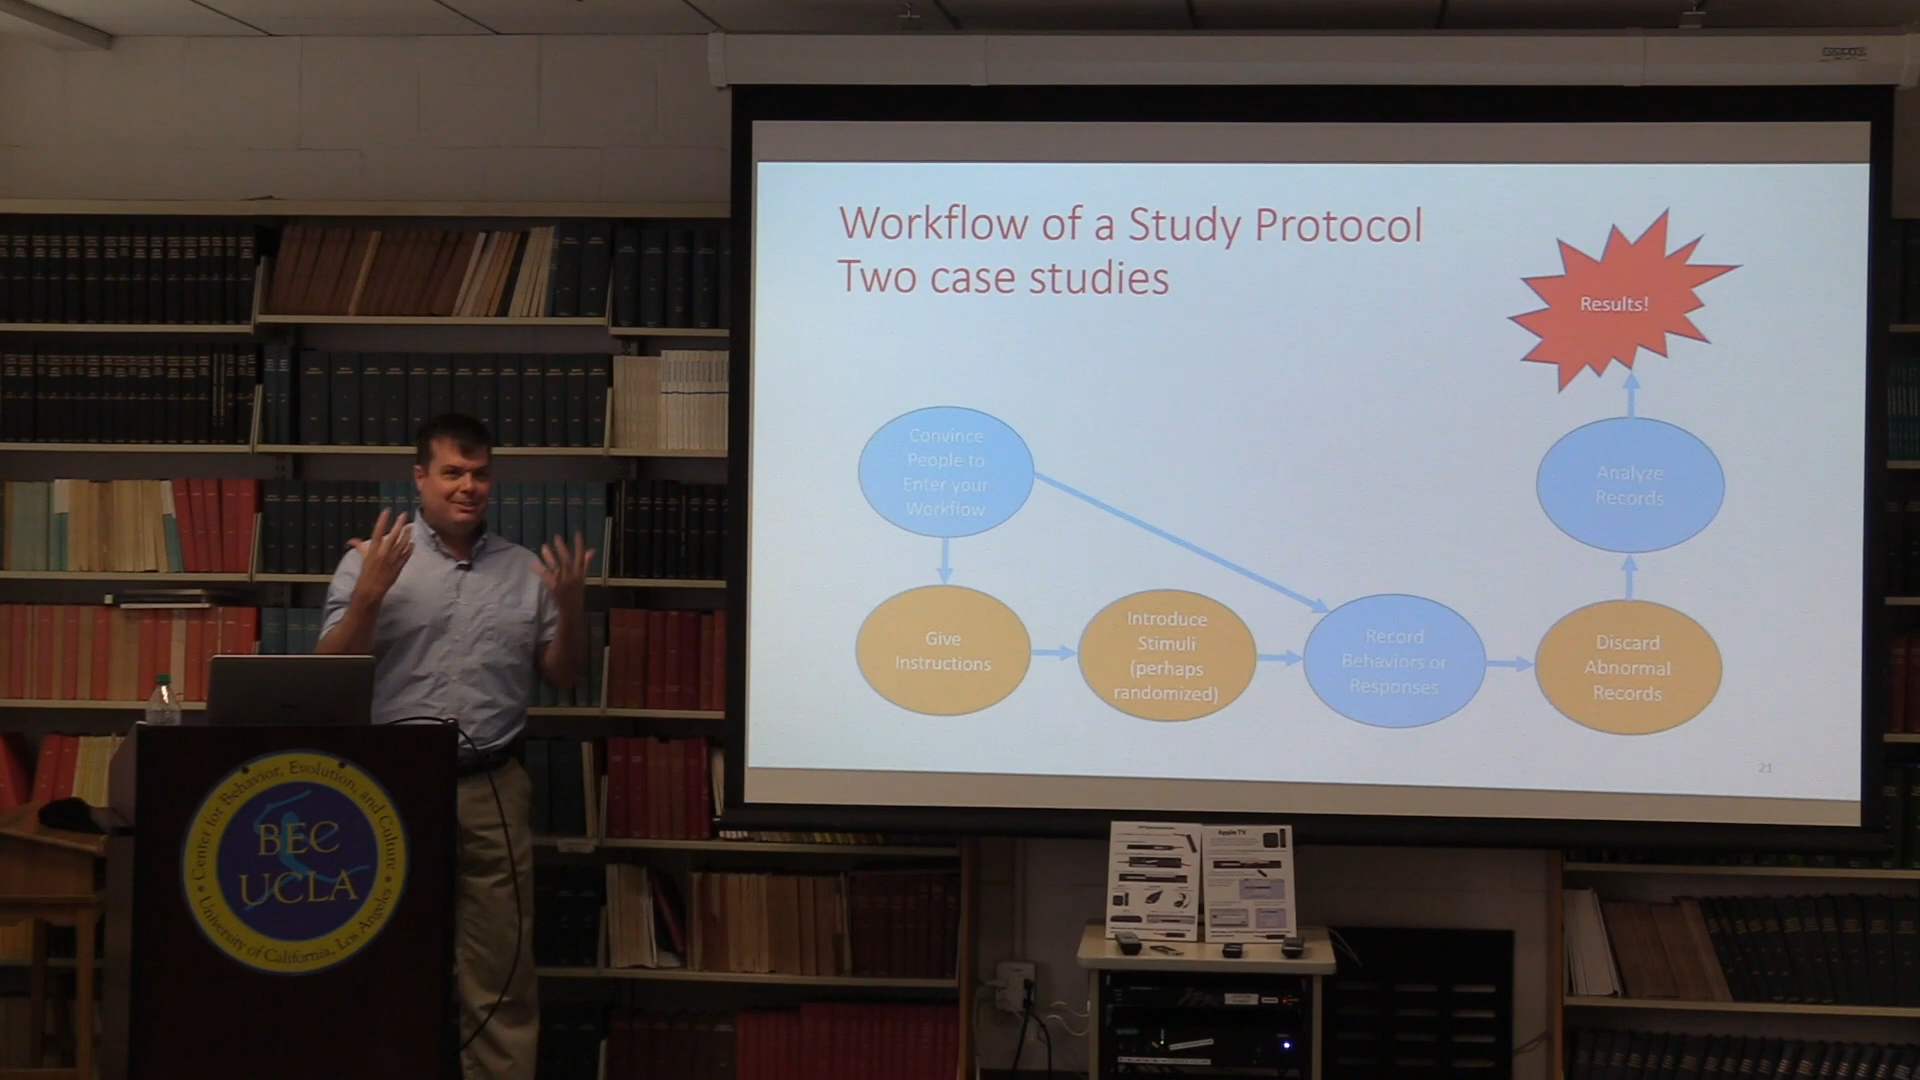 Workflow of a Study Protocol
Two case studies
Results!
Convince
People to
Enter your
Workflow
Analyze
Records
Give
Instructions
Introduce
Stimuli
(perhaps
randomized)
Record
Behaviors or
Responses
Discard
Abnormal
Records
21
Center for Behavior, Evolution, and Culture
BEC
UCLA
University of California, Los Angeles
Apple TV